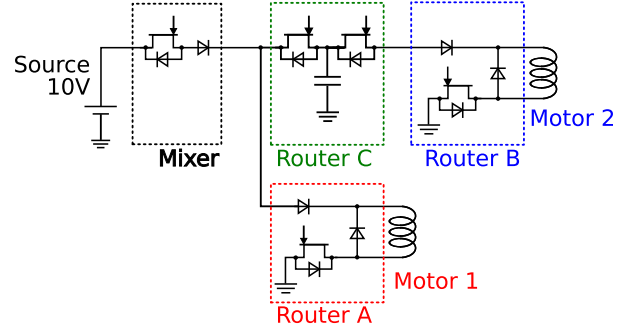 Source
10V
Mixer
Router C
Router B
Motor 2
Router A
Motor 1